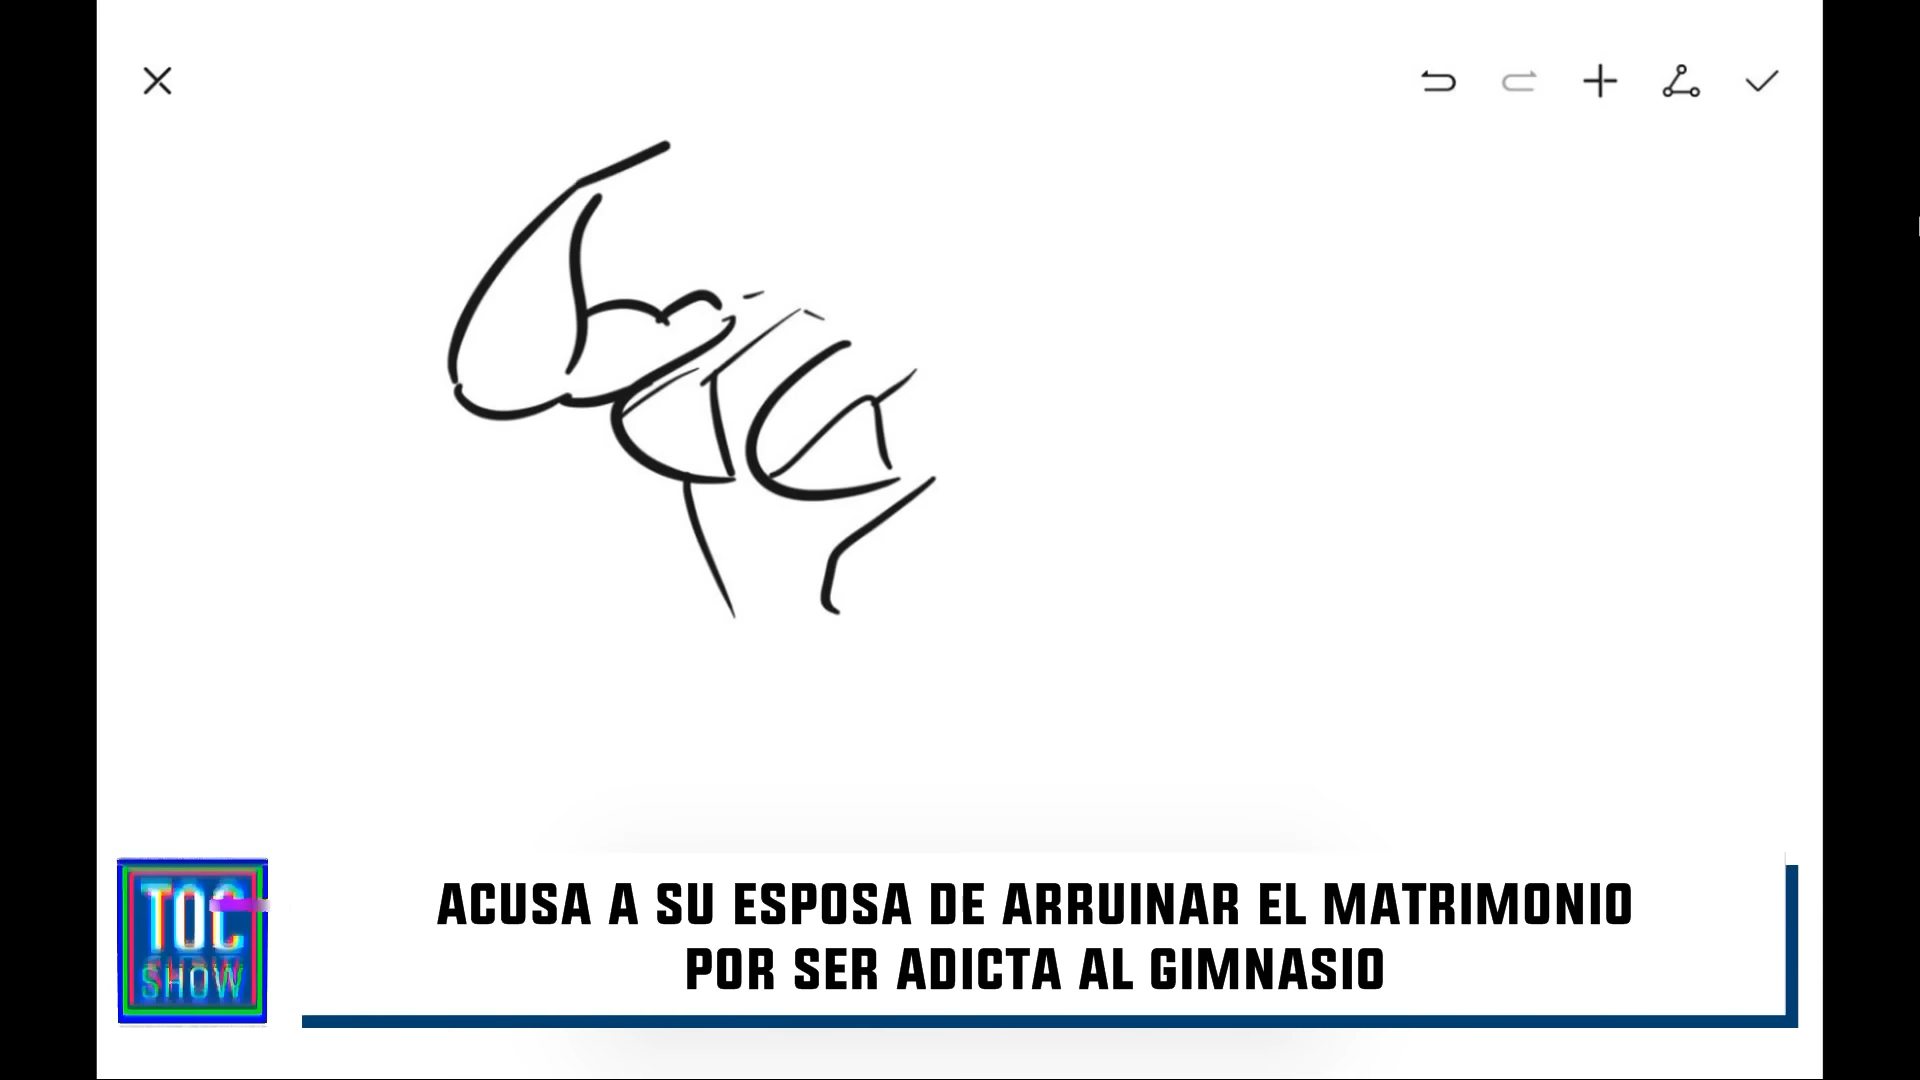 ACUSA A SU ESPOSA DE ARRUINAR EL MATRIMONIO
POR SER ADICTA AL GIMNASIO
TOC
SHOW